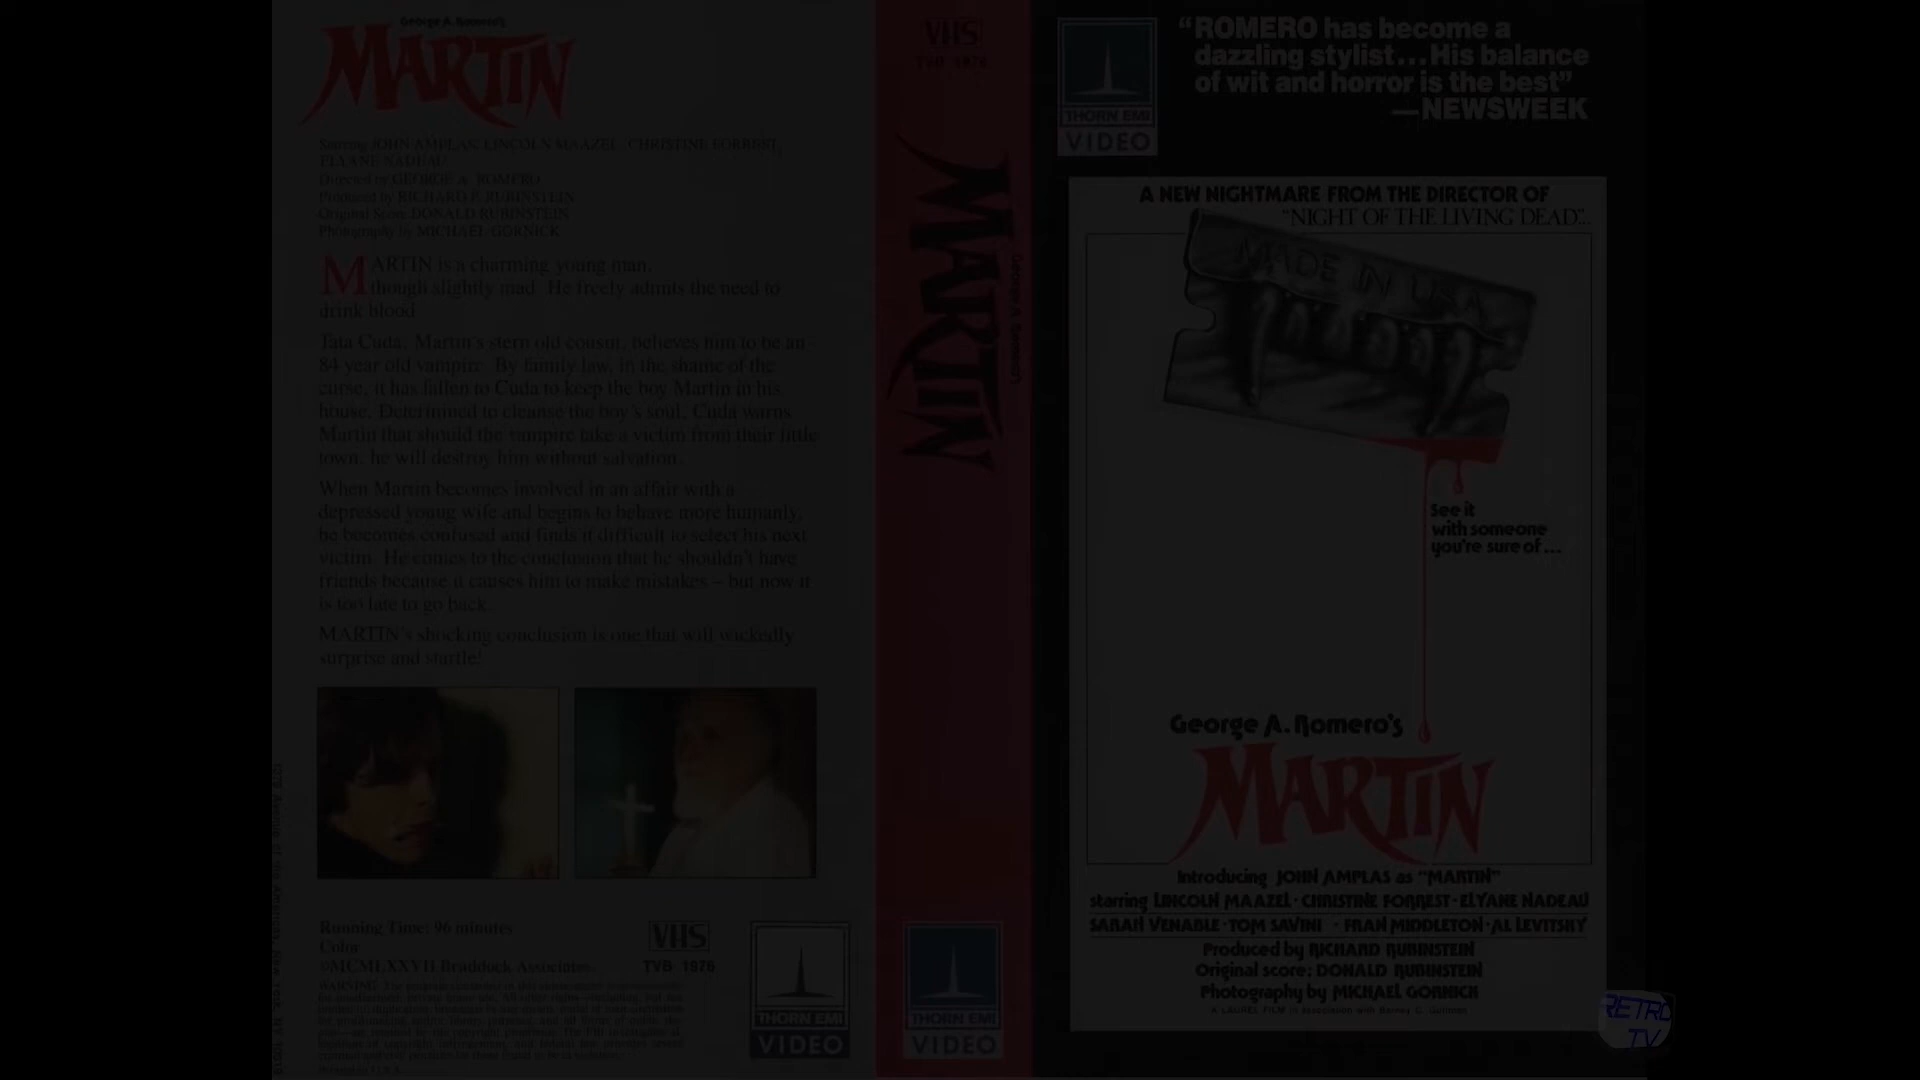 George A. Romero's
MARTIN
Starring JOHN AMPLAS, LINCOLN MAAZEL, CHRISTINE FORREST,
ELYANE NADEAU
Directed by GEORGE A. ROMERO
Produced by RICHARD P. RUBINSTEIN
Original Score DONALD RUBINSTEIN
Photography by MICHAEL GORNICK
MARTIN is a charming young man,
though slightly mad. He freely admits the need to
drink blood.
Tata Cuda, Martin's stern old cousin, believes him to be an
84 year old vampire. By family law, in the shame of the
curse, it has fallen to Cuda to keep the boy Martin in his
house. Determined to cleanse the boy's soul, Cuda warns
Martin that should the vampire take a victim from their little
town, he will destroy him without salvation.
When Martin becomes involved in an affair with a
depressed young wife and begins to behave more humanly,
he becomes confused and finds it difficult to select his next
victim. He comes to the conclusion that he shouldn't have
friends because it causes him to make mistakes – but now it
is too late to go back.
MARTIN's shocking conclusion is one that will wickedly
surprise and startle!
Running Time: 96 minutes
Color
©MCMLXXVII Braddock Associates
VHS
TVB 1976
THORN EMI
VIDEO
VHS
TVB 1976
MARTIN
George A. Romero's
THORN EMI
VIDEO
THORN EMI
VIDEO
"ROMERO has become a
dazzling stylist...His balance
of wit and horror is the best"
—NEWSWEEK
A NEW NIGHTMARE FROM THE DIRECTOR OF
"NIGHT OF THE LIVING DEAD"...
MADE IN USA
See it
with someone
you're sure of...
George A. Romero's
MARTIN
Introducing JOHN AMPLAS as "MARTIN"
starring LINCOLN MAAZEL · CHRISTINE FORREST · ELYANE NADEAU
SARAH VENABLE · TOM SAVINI · FRAN MIDDLETON · AL LEVITSKY
Produced by RICHARD RUBINSTEIN
Original score: DONALD RUBINSTEIN
Photography by MICHAEL GORNICK
A LAUREL FILM in association with
RETRO
TV